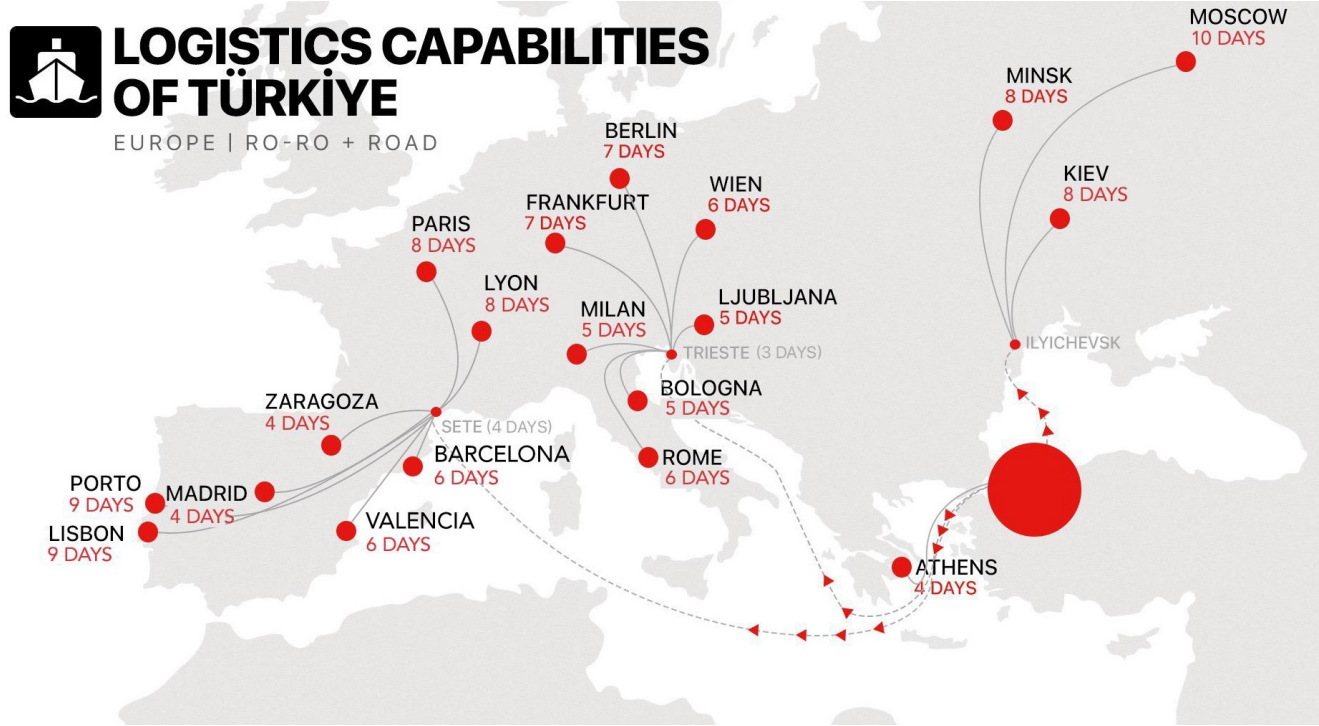 LOGISTICS CAPABILITIES
OF TÜRKİYE
EUROPE | RO-RO + ROAD
MOSCOW
10 DAYS
MINSK
8 DAYS
KIEV
8 DAYS
BERLIN
7 DAYS
FRANKFURT
7 DAYS
WIEN
6 DAYS
PARIS
8 DAYS
LYON
8 DAYS
MILAN
5 DAYS
LJUBLJANA
5 DAYS
TRIESTE (3 DAYS)
ILYICHEVSK
BOLOGNA
5 DAYS
ZARAGOZA
4 DAYS
SETE (4 DAYS)
BARCELONA
6 DAYS
ROME
6 DAYS
PORTO
9 DAYS
MADRID
4 DAYS
LISBON
9 DAYS
VALENCIA
6 DAYS
ATHENS
4 DAYS